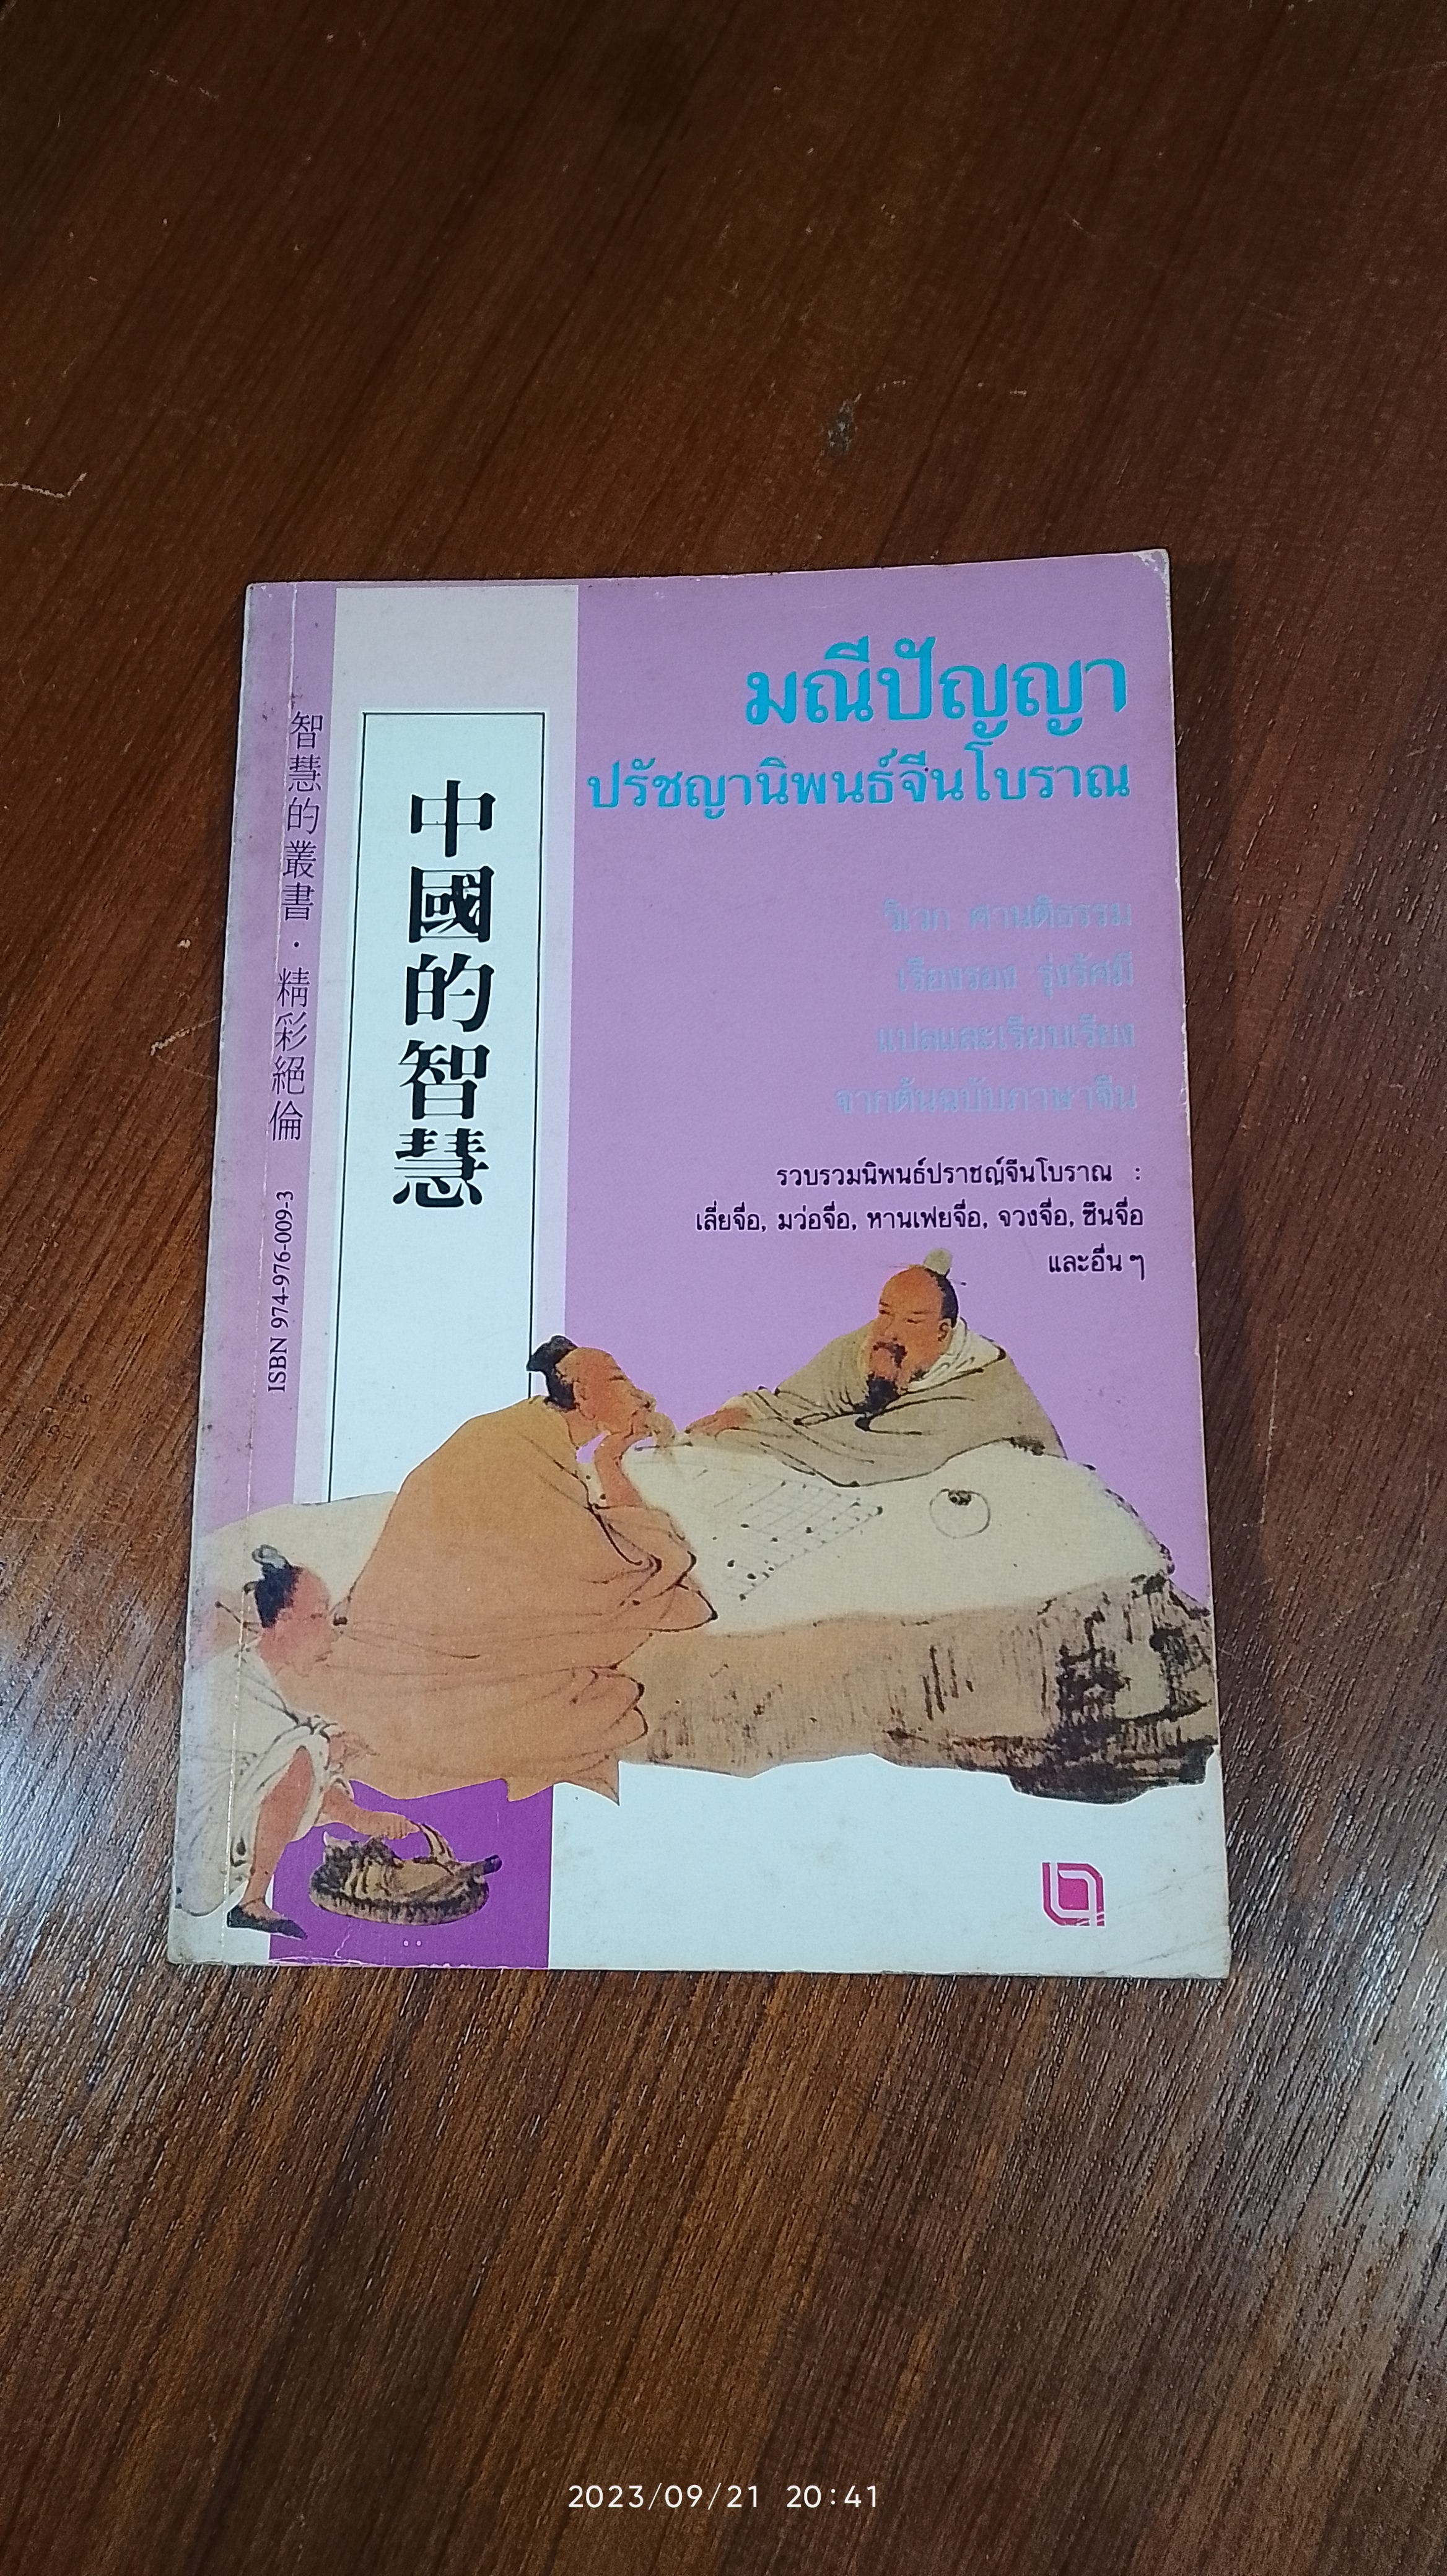 มณีปัญญา
ปรัชญานิพนธ์จีนโบราณ
วิเวก ศานติธรรม
เรืองรอง รุ่งรัศมี
แปลและเรียบเรียง
จากต้นฉบับภาษาจีน
รวบรวมนิพนธ์ปราชญ์จีนโบราณ :
เลี่ยจื่อ, มว่อจื่อ, หานเฟยจื่อ, จวงจื่อ, ซึนจื่อ
และอื่น ๆ
中國的智慧
智慧的叢書・精彩絕倫
ISBN 974-976-009-3
2023/09/21 20:41